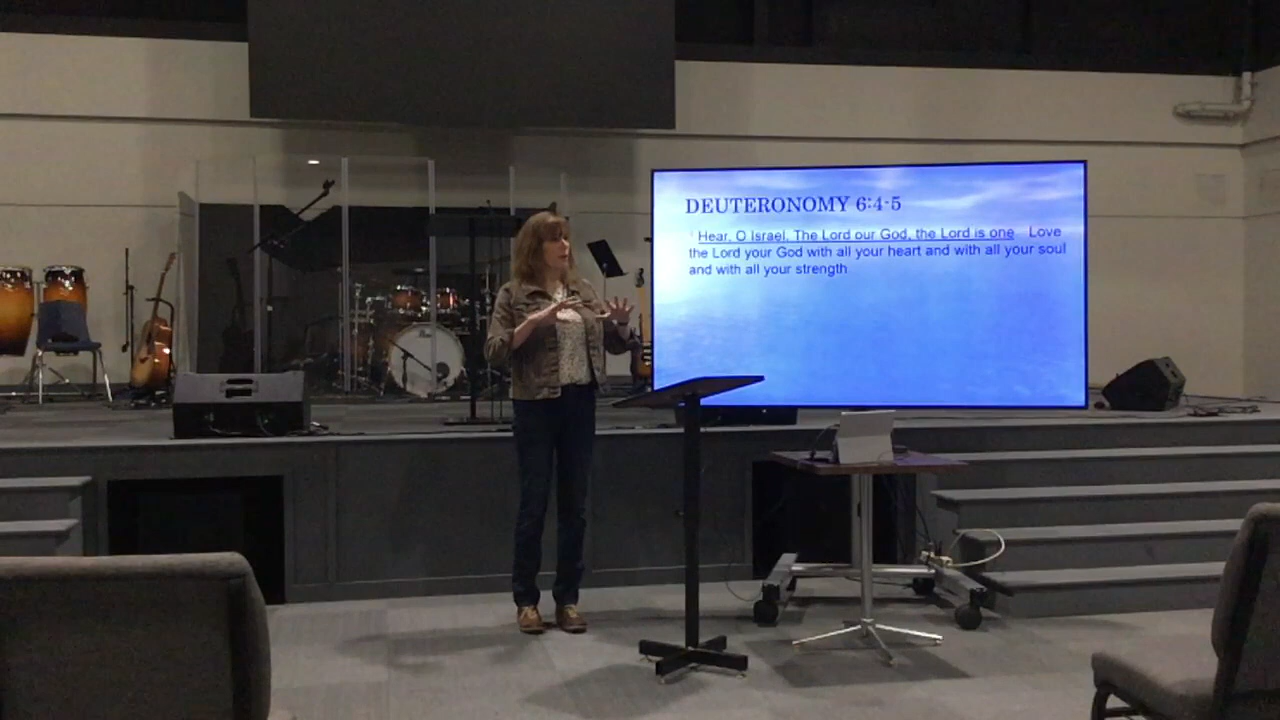 DEUTERONOMY 6:4-5
Hear, O Israel, The Lord our God, the Lord is one Love
the Lord your God with all your heart and with all your soul
and with all your strength